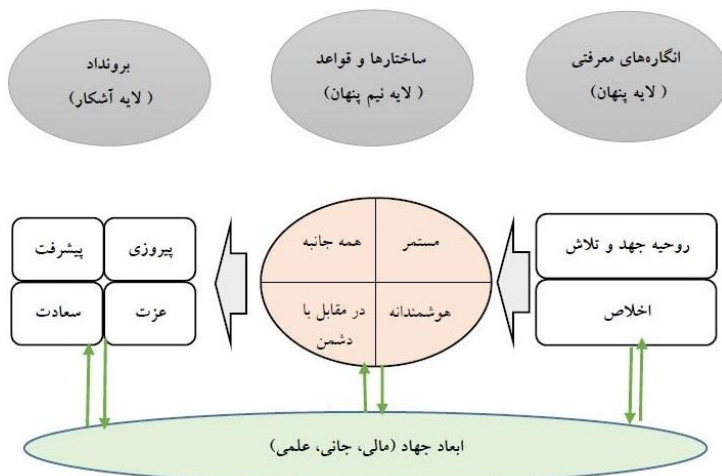 انگاره‌های معرفتی
( لایه پنهان)
ساختارها و قواعد
( لایه نیم پنهان)
برونداد
( لایه آشکار)
روحیه جهد و تلاش
اخلاص
مستمر
همه جانبه
هوشمندانه
در مقابل با
دشمن
پیروزی
پیشرفت
عزت
سعادت
ابعاد جهاد (مالی، جانی، علمی)